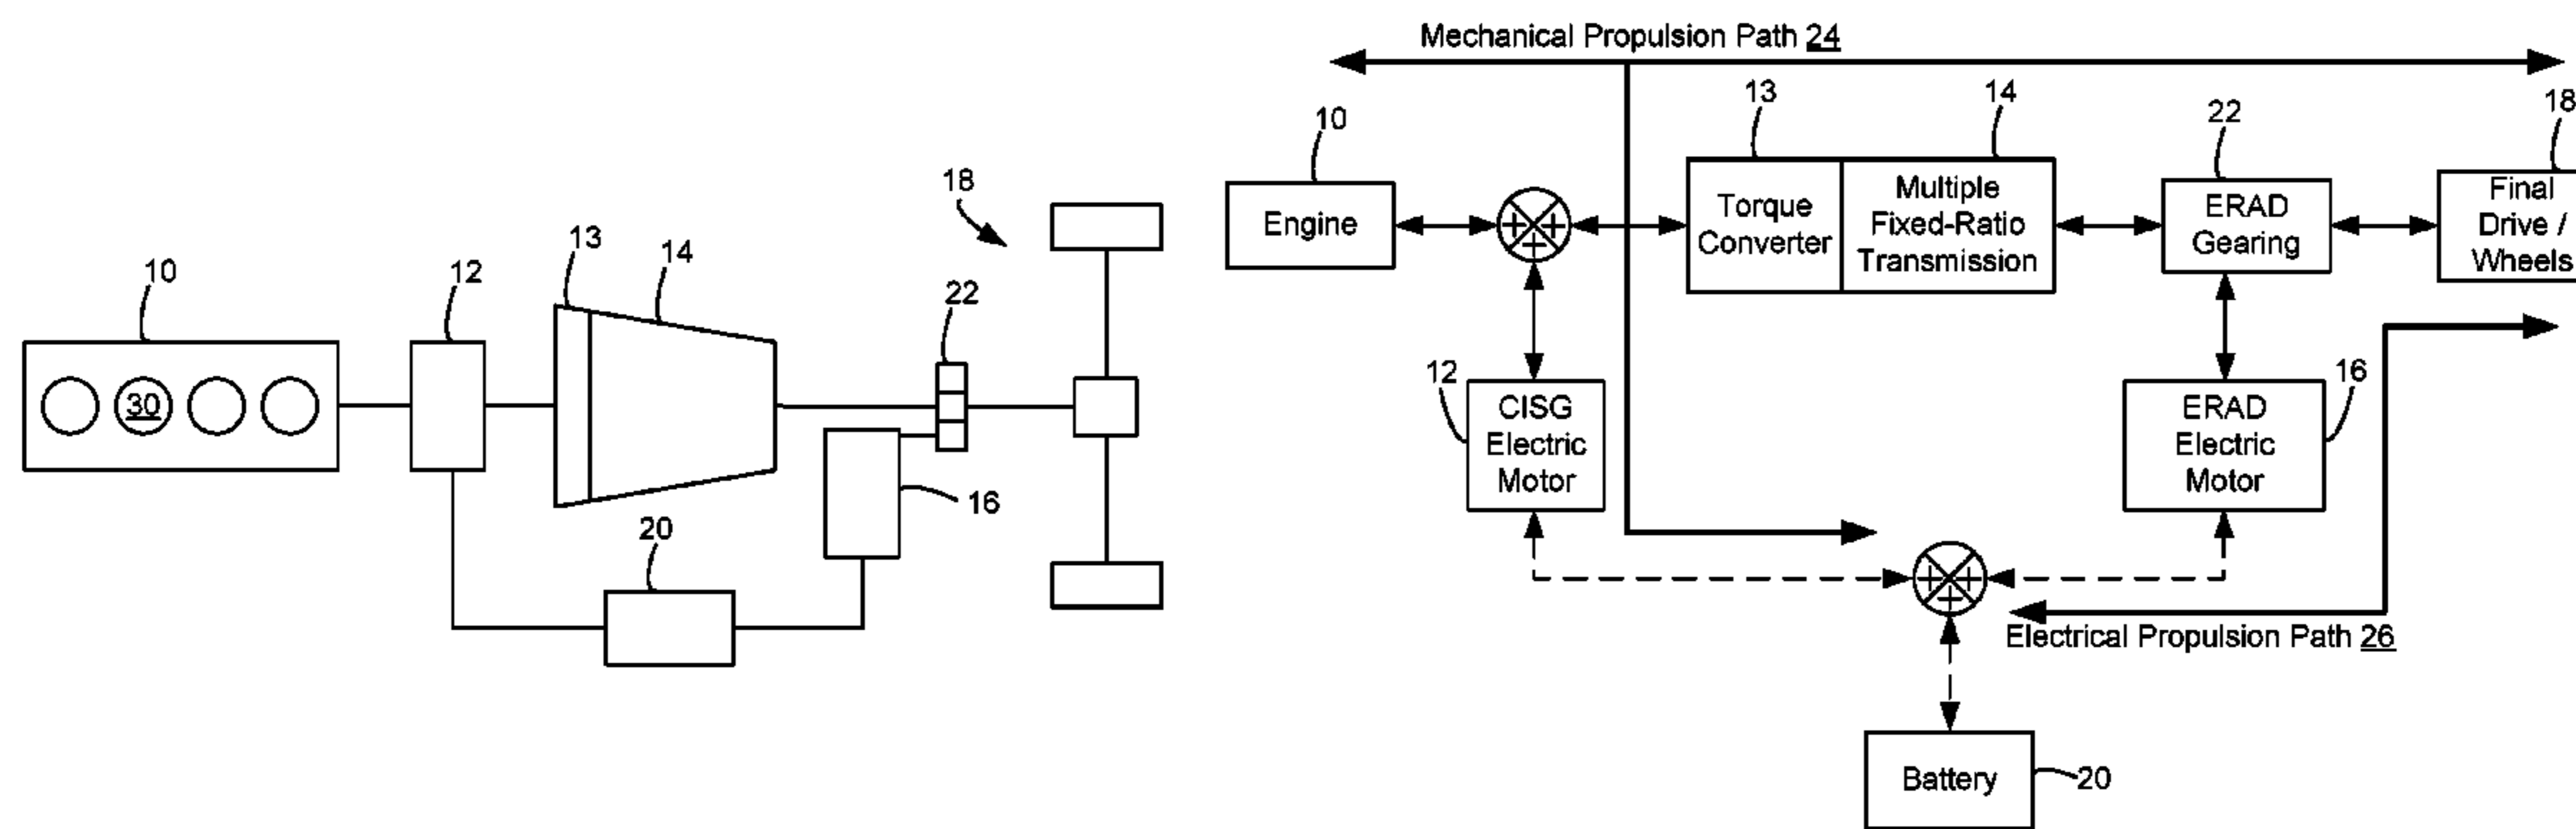 10
30
12
13
14
20
16
22
18
Mechanical Propulsion Path 24
10
Engine
13
Torque
Converter
14
Multiple
Fixed-Ratio
Transmission
22
ERAD
Gearing
18
Final
Drive /
Wheels
12
CISG
Electric
Motor
16
ERAD
Electric
Motor
+ +
+
+ +
+
Electrical Propulsion Path 26
Battery
20